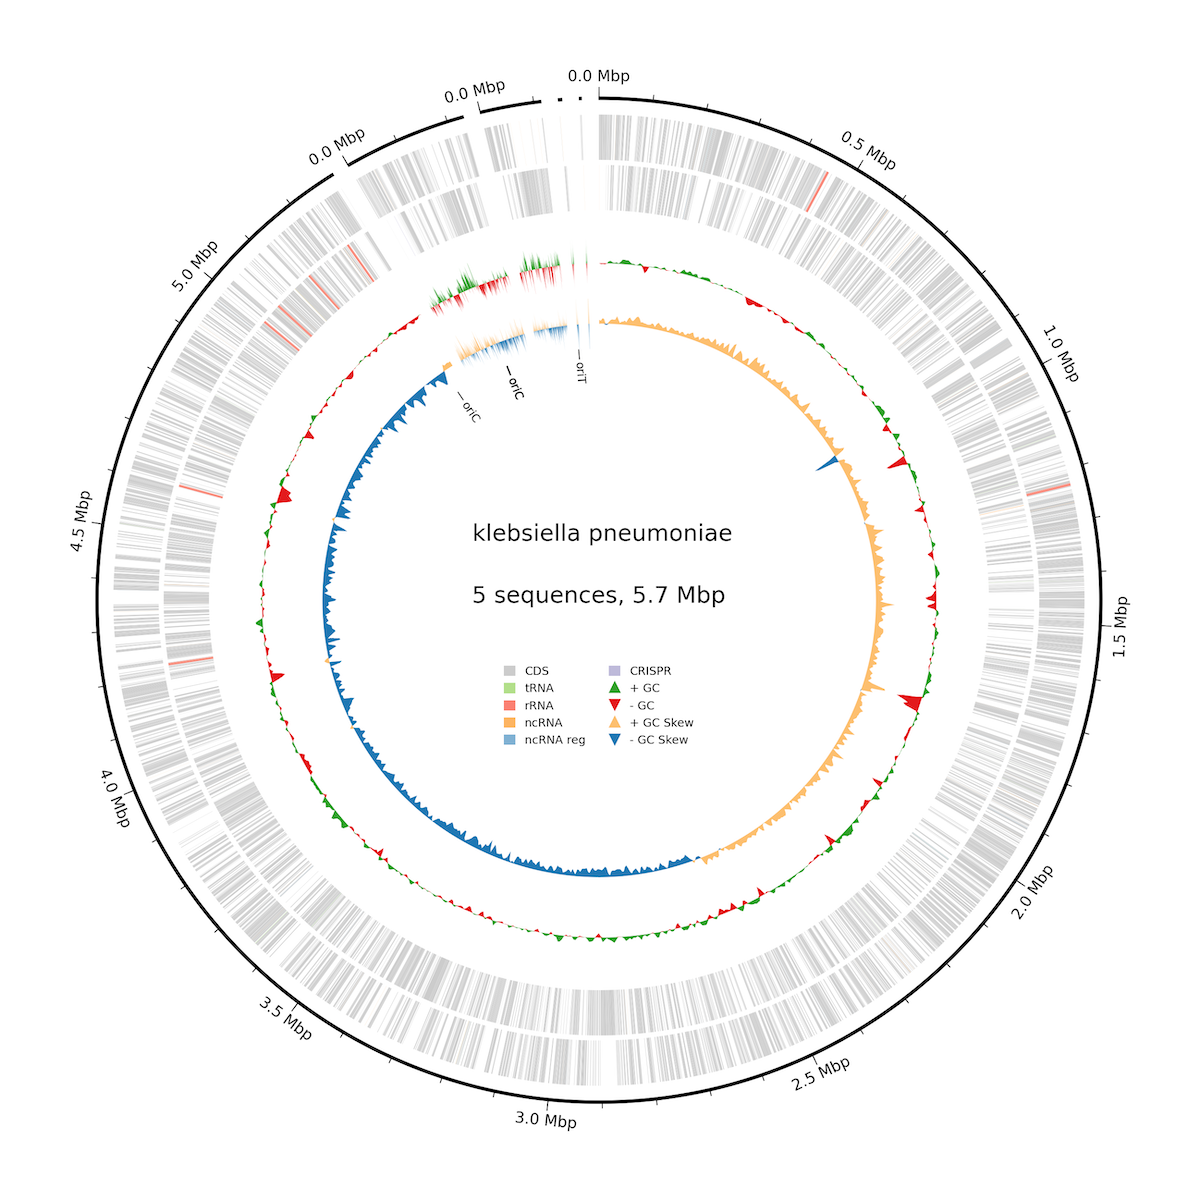 0.0 Mbp
0.0 Mbp
0.0 Mbp
0.5 Mbp
1.0 Mbp
1.5 Mbp
2.0 Mbp
2.5 Mbp
3.0 Mbp
3.5 Mbp
4.0 Mbp
4.5 Mbp
5.0 Mbp
oriC
oriC
oriT
klebsiella pneumoniae
5 sequences, 5.7 Mbp
CDS
tRNA
rRNA
ncRNA
ncRNA reg
CRISPR
+ GC
- GC
+ GC Skew
- GC Skew